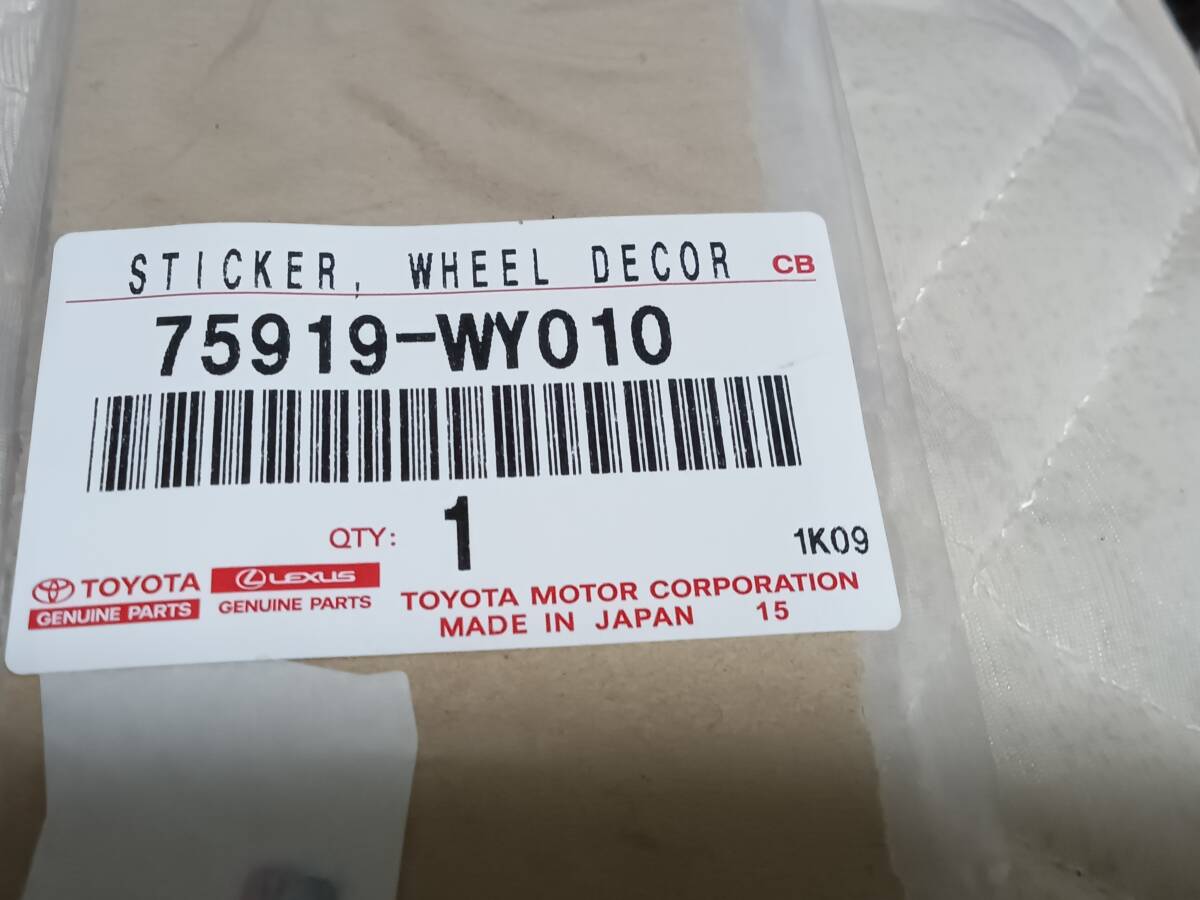 STICKER, WHEEL DECOR CB
75919-WY010
QTY: 1
1K09
TOYOTA
GENUINE PARTS
LEXUS
GENUINE PARTS
TOYOTA MOTOR CORPORATION
MADE IN JAPAN 15